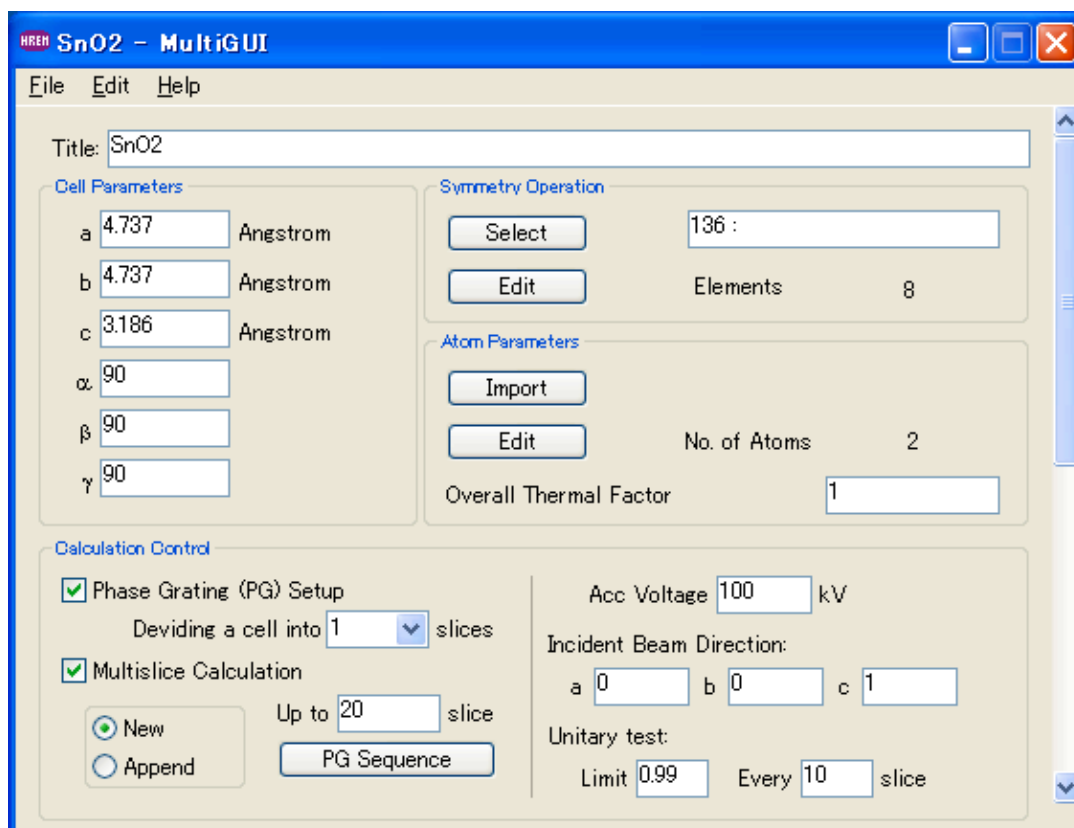 HREM SnO2 - MultiGUI
File Edit Help
Title: SnO2
Cell Parameters
a 4.737 Angstrom
b 4.737 Angstrom
c 3.186 Angstrom
α 90
β 90
γ 90
Symmetry Operation
Select 136 :
Edit Elements 8
Atom Parameters
Import
Edit No. of Atoms 2
Overall Thermal Factor 1
Calculation Control
Phase Grating (PG) Setup
Deviding a cell into 1 slices
Multislice Calculation
New
Append
Up to 20 slice
PG Sequence
Acc Voltage 100 kV
Incident Beam Direction:
a 0 b 0 c 1
Unitary test:
Limit 0.99 Every 10 slice